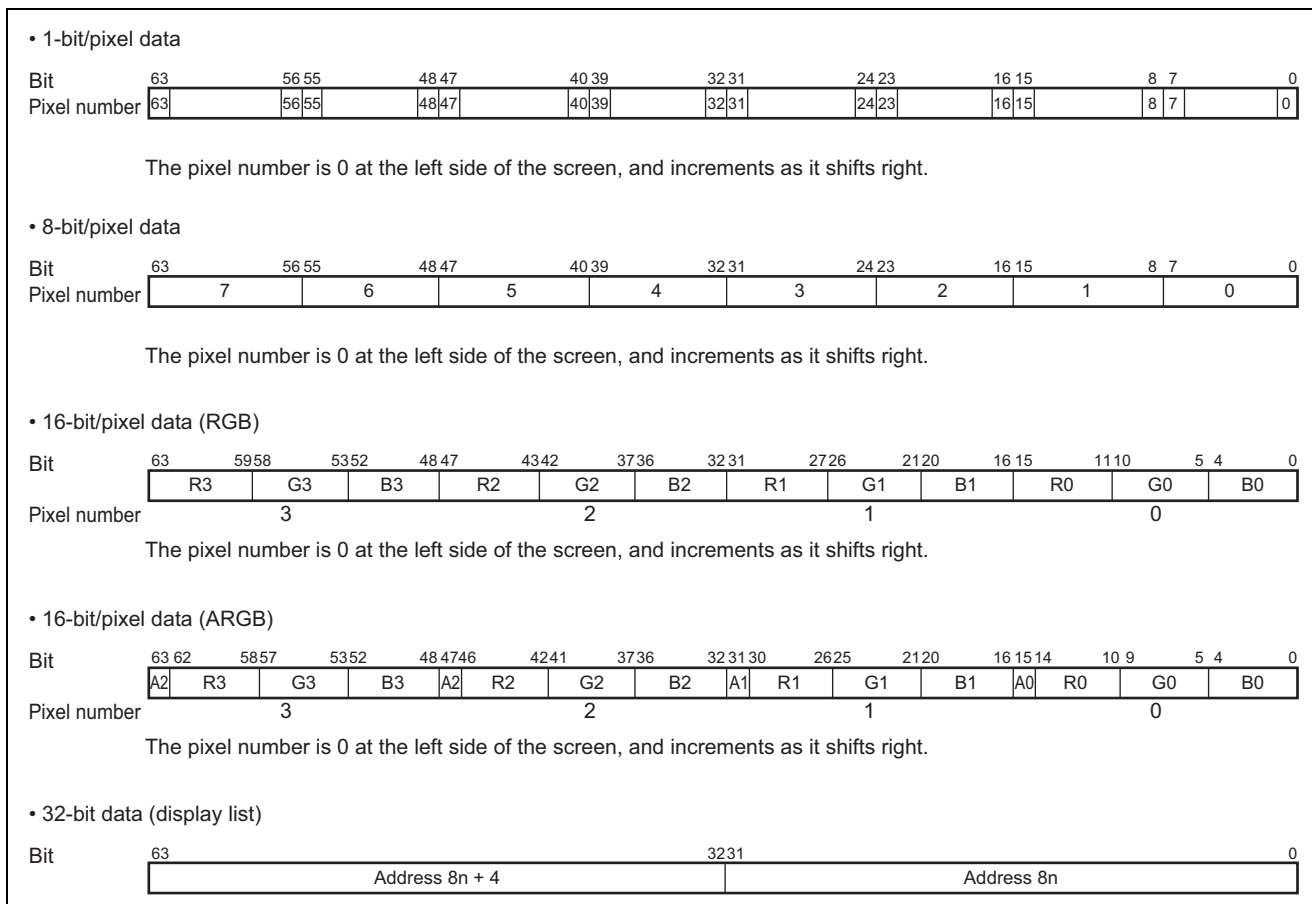 • 1-bit/pixel data
Bit 63 56 55 48 47 40 39 32 31 24 23 16 15 8 7 0
Pixel number 63 56 55 48 47 40 39 32 31 24 23 16 15 8 7 0
The pixel number is 0 at the left side of the screen, and increments as it shifts right.
• 8-bit/pixel data
Bit 63 56 55 48 47 40 39 32 31 24 23 16 15 8 7 0
Pixel number 7 6 5 4 3 2 1 0
The pixel number is 0 at the left side of the screen, and increments as it shifts right.
• 16-bit/pixel data (RGB)
Bit 63 59 58 53 52 48 47 43 42 37 36 32 31 27 26 21 20 16 15 11 10 5 4 0
R3 G3 B3 R2 G2 B2 R1 G1 B1 R0 G0 B0
Pixel number 3 2 1 0
The pixel number is 0 at the left side of the screen, and increments as it shifts right.
• 16-bit/pixel data (ARGB)
Bit 63 62 58 57 53 52 48 47 46 42 41 37 36 32 31 30 26 25 21 20 16 15 14 10 9 5 4 0
A2 R3 G3 B3 A2 R2 G2 B2 A1 R1 G1 B1 A0 R0 G0 B0
Pixel number 3 2 1 0
The pixel number is 0 at the left side of the screen, and increments as it shifts right.
• 32-bit data (display list)
Bit 63 32 31 0
Address 8n + 4 Address 8n